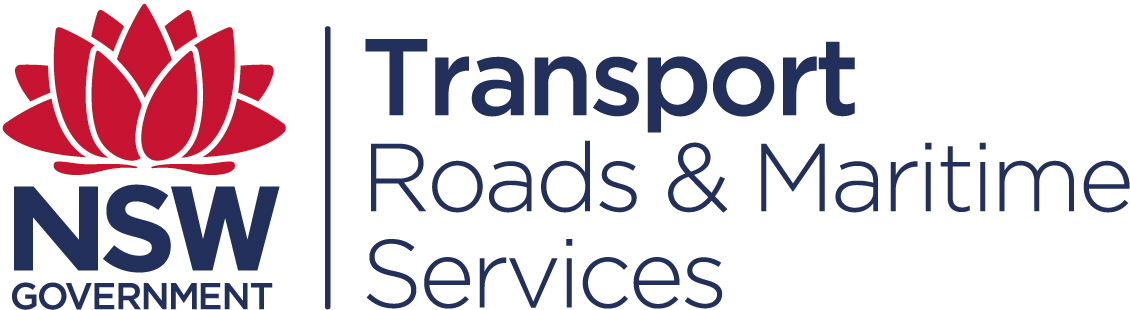 NSW
GOVERNMENT
Transport
Roads & Maritime
Services